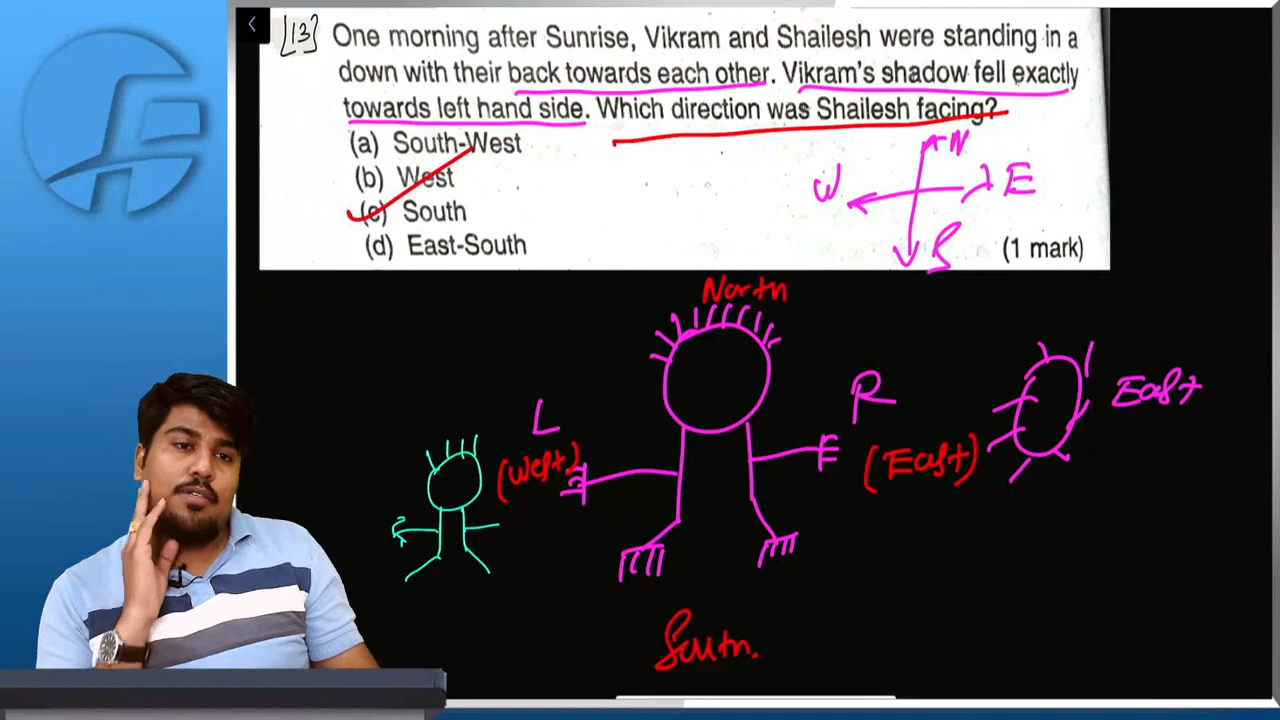 [13] One morning after Sunrise, Vikram and Shailesh were standing in a
down with their back towards each other. Vikram's shadow fell exactly
towards left hand side. Which direction was Shailesh facing?
(a) South-West
(b) West
(c) South
(d) East-South
(1 mark)
N
W
E
S
North
L
R
(West)
(East)
East
South.